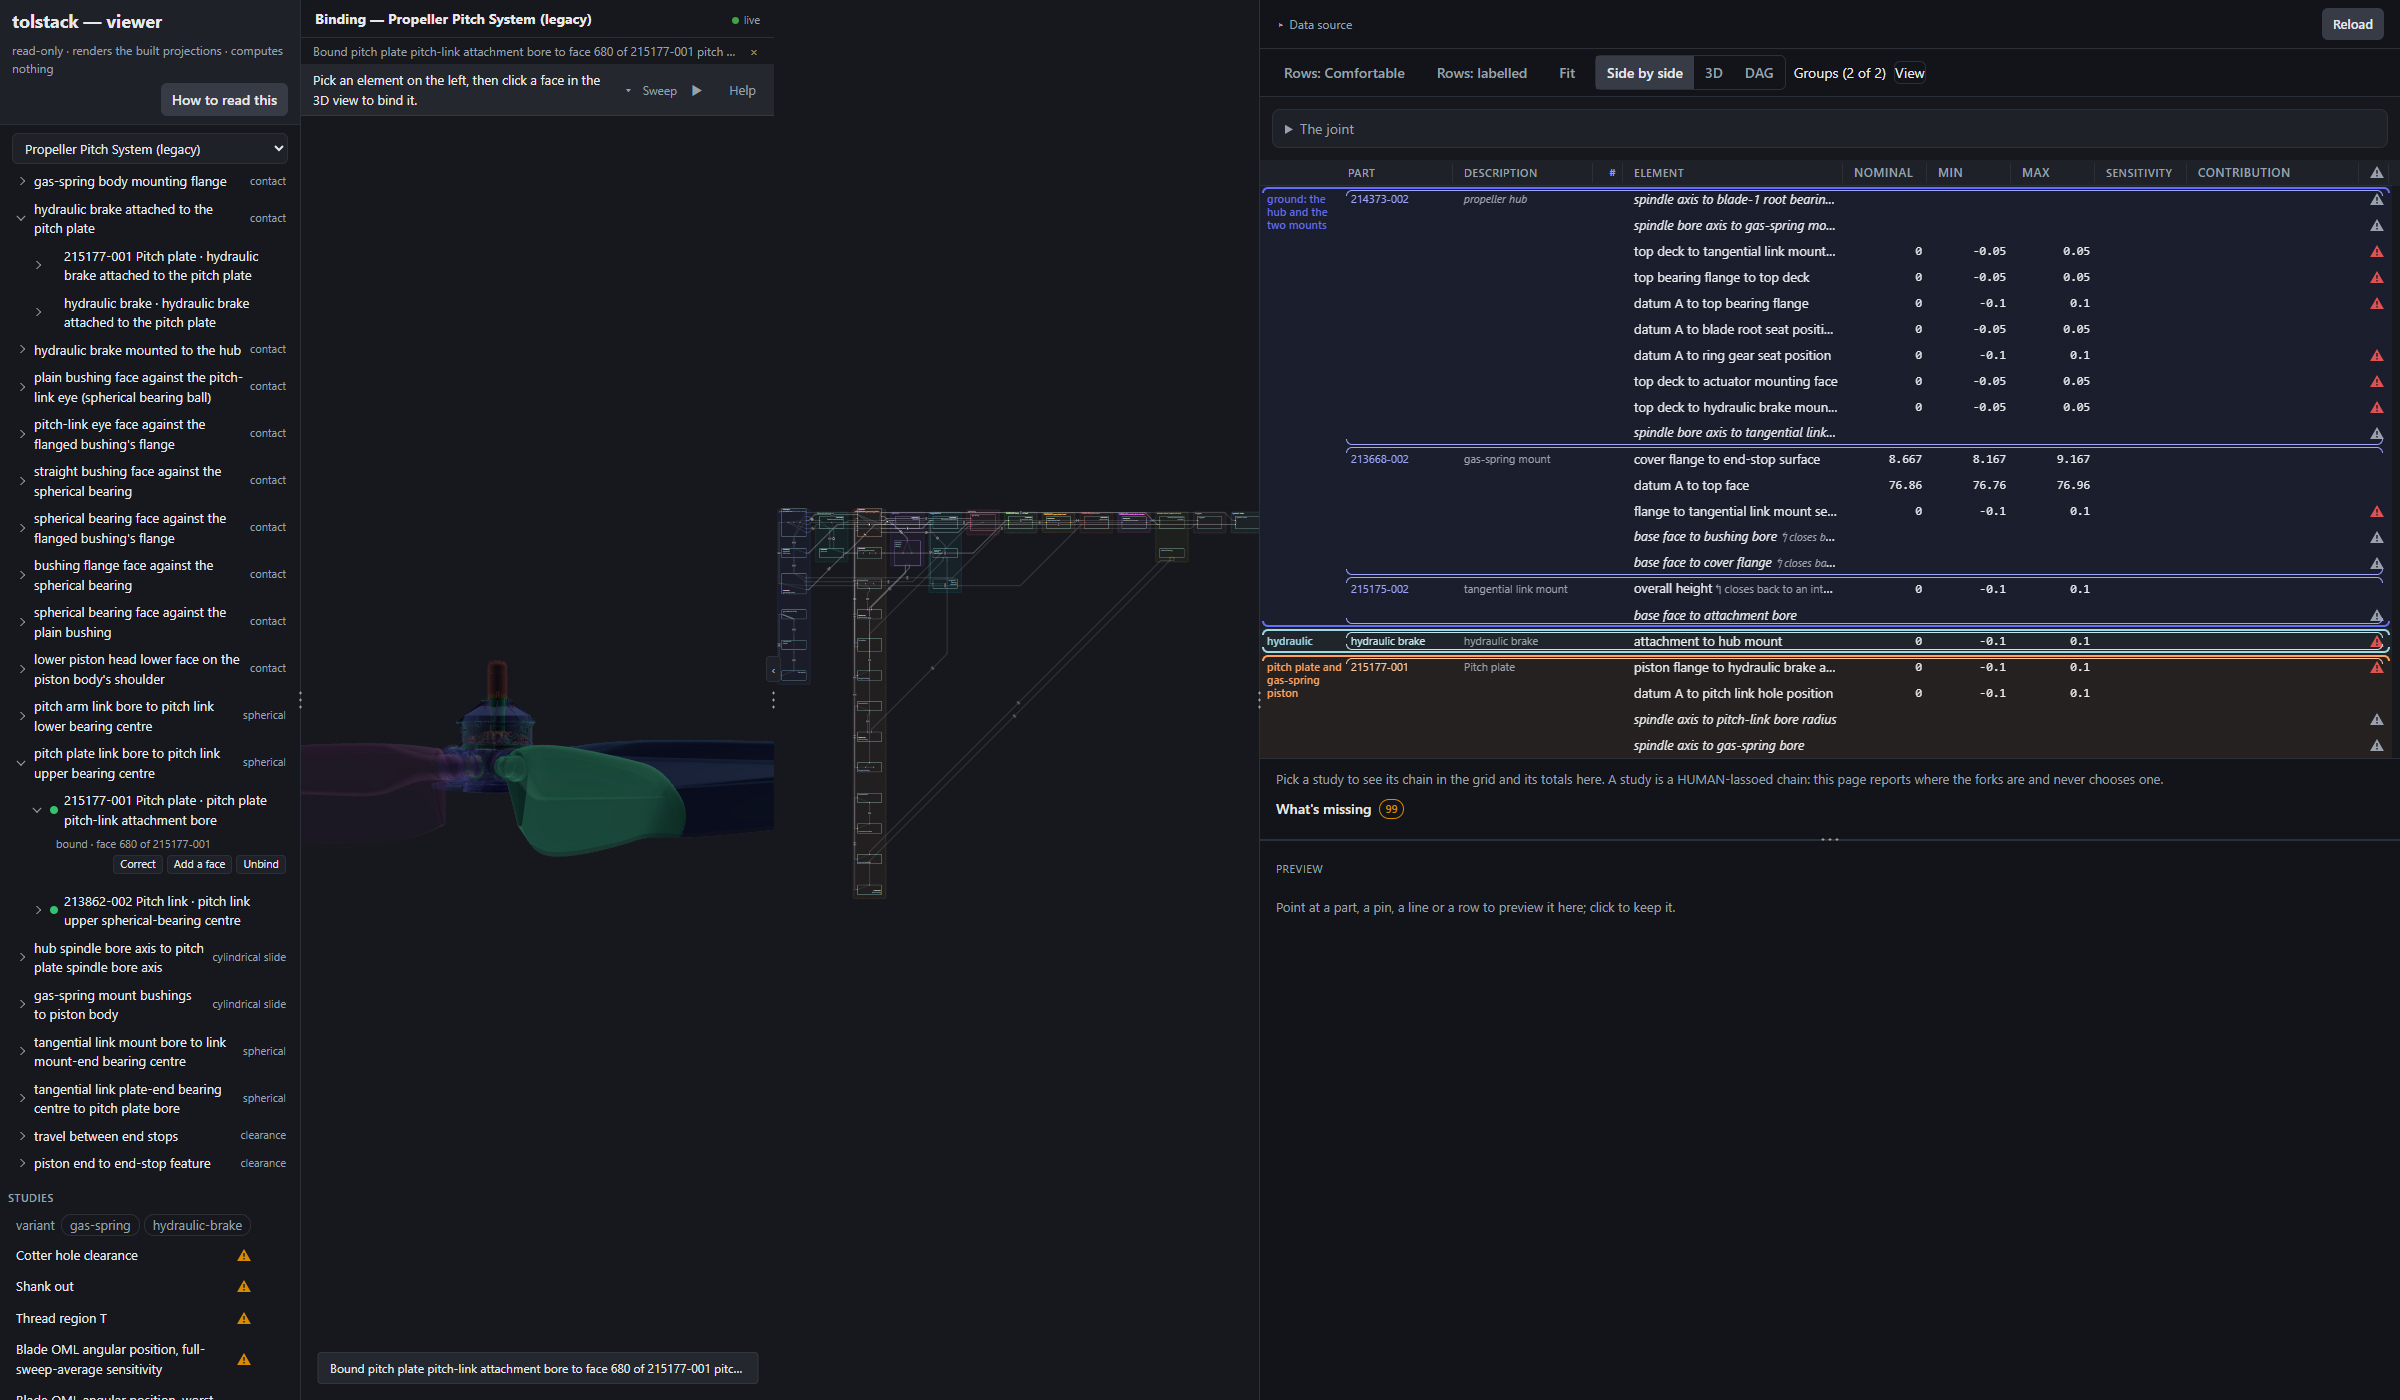 tolstack — viewer
read-only · renders the built projections · computes
nothing
How to read this
Propeller Pitch System (legacy)
gas-spring body mounting flange contact
hydraulic brake attached to the
pitch plate contact
215177-001 Pitch plate · hydraulic
brake attached to the pitch plate
hydraulic brake · hydraulic brake
attached to the pitch plate
hydraulic brake mounted to the hub contact
plain bushing face against the pitch-
link eye (spherical bearing ball) contact
pitch-link eye face against the
flanged bushing's flange contact
straight bushing face against the
spherical bearing contact
spherical bearing face against the
flanged bushing's flange contact
bushing flange face against the
spherical bearing contact
spherical bearing face against the
plain bushing contact
lower piston head lower face on the
piston body's shoulder contact
pitch arm link bore to pitch link
lower bearing centre spherical
pitch plate link bore to pitch link
upper bearing centre spherical
215177-001 Pitch plate · pitch plate
pitch-link attachment bore
bound · face 680 of 215177-001
Correct Add a face Unbind
213862-002 Pitch link · pitch link
upper spherical-bearing centre
hub spindle bore axis to pitch
plate spindle bore axis cylindrical slide
gas-spring mount bushings
to piston body cylindrical slide
tangential link mount bore to link
mount-end bearing centre spherical
tangential link plate-end bearing
centre to pitch plate bore spherical
travel between end stops clearance
piston end to end-stop feature clearance
STUDIES
variant gas-spring hydraulic-brake
Cotter hole clearance
Shank out
Thread region T
Blade OML angular position, full-
sweep-average sensitivity
Blade OML angular position, worst
Binding — Propeller Pitch System (legacy) live
Bound pitch plate pitch-link attachment bore to face 680 of 215177-001 pitch ... ×
Pick an element on the left, then click a face in the
3D view to bind it.
Sweep Help
Bound pitch plate pitch-link attachment bore to face 680 of 215177-001 pitc...
Data source Reload
Rows: Comfortable Rows: labelled Fit Side by side 3D DAG Groups (2 of 2) View
The joint
PART DESCRIPTION # ELEMENT NOMINAL MIN MAX SENSITIVITY CONTRIBUTION
ground: the
hub and the
two mounts
214373-002 propeller hub spindle axis to blade-1 root bearin...
spindle bore axis to gas-spring mo...
top deck to tangential link mount... 0 -0.05 0.05
top bearing flange to top deck 0 -0.05 0.05
datum A to top bearing flange 0 -0.1 0.1
datum A to blade root seat positi... 0 -0.05 0.05
datum A to ring gear seat position 0 -0.1 0.1
top deck to actuator mounting face 0 -0.05 0.05
top deck to hydraulic brake moun... 0 -0.05 0.05
spindle bore axis to tangential link...
213668-002 gas-spring mount cover flange to end-stop surface 8.667 8.167 9.167
datum A to top face 76.86 76.76 76.96
flange to tangential link mount se... 0 -0.1 0.1
base face to bushing bore ↰ closes b...
base face to cover flange ↰ closes ba...
215175-002 tangential link mount overall height ↰ closes back to an int... 0 -0.1 0.1
base face to attachment bore
hydraulic hydraulic brake hydraulic brake attachment to hub mount 0 -0.1 0.1
pitch plate and
gas-spring
piston
215177-001 Pitch plate piston flange to hydraulic brake a... 0 -0.1 0.1
datum A to pitch link hole position 0 -0.1 0.1
spindle axis to pitch-link bore radius
spindle axis to gas-spring bore
Pick a study to see its chain in the grid and its totals here. A study is a HUMAN-lassoed chain: this page reports where the forks are and never chooses one.
What's missing 99
PREVIEW
Point at a part, a pin, a line or a row to preview it here; click to keep it.